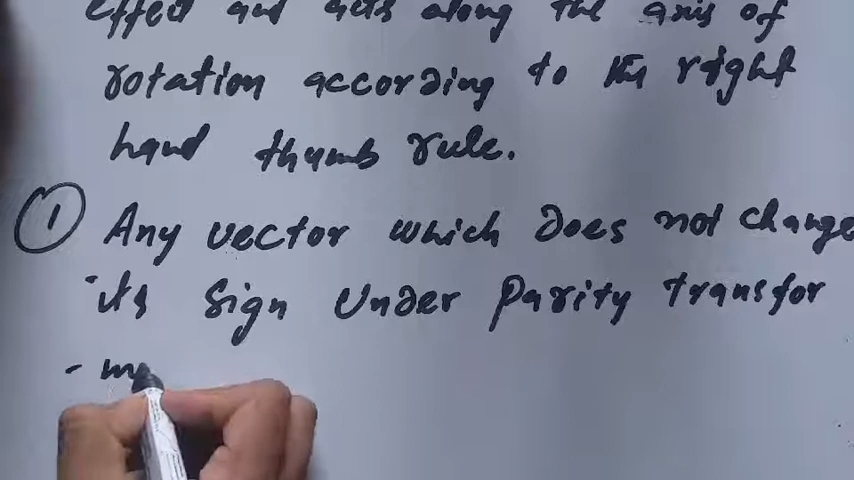 effect and acts along the axis of
rotation according to the right
hand thumb rule.
① Any vector which does not change
its sign under parity transfor
- m